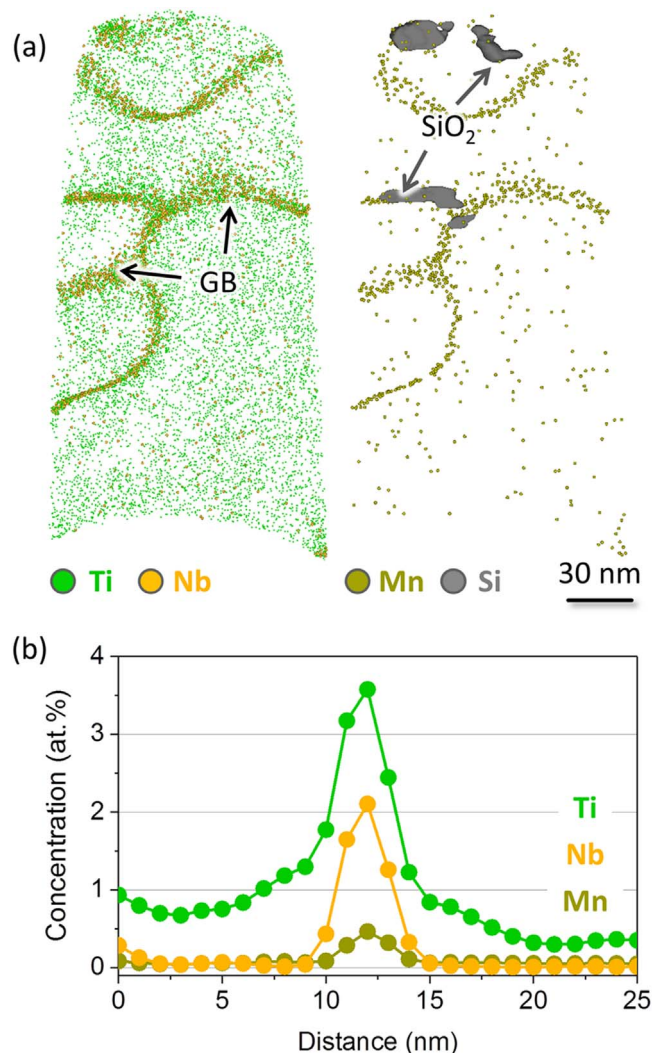 (a)
SiO₂
GB
Ti Nb Mn Si
30 nm
(b)
4
3
2
1
0
Concentration (at.%)
Ti
Nb
Mn
0 5 10 15 20 25
Distance (nm)